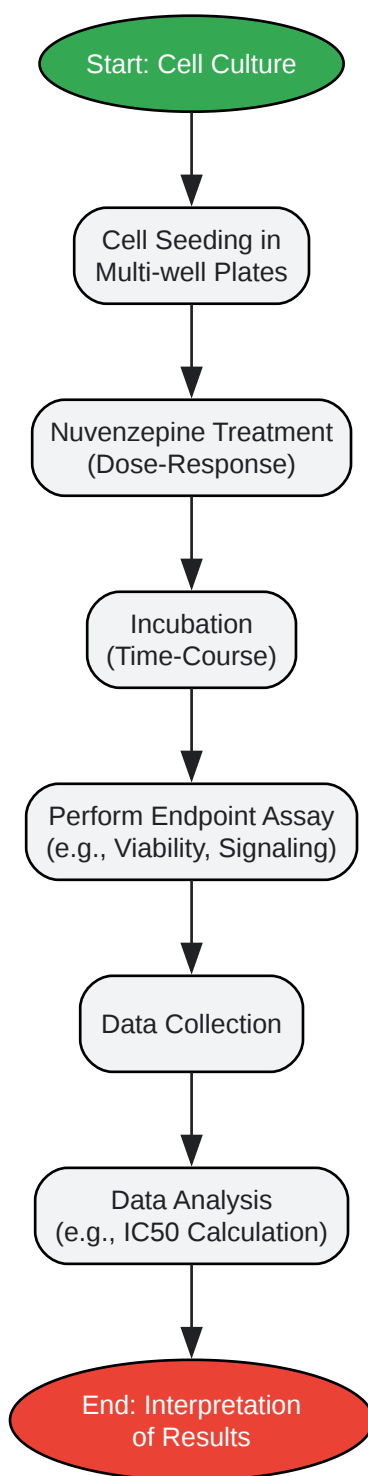 Start: Cell Culture
Cell Seeding in
Multi-well Plates
Nuvenzepine Treatment
(Dose-Response)
Incubation
(Time-Course)
Perform Endpoint Assay
(e.g., Viability, Signaling)
Data Collection
Data Analysis
(e.g., IC50 Calculation)
End: Interpretation
of Results